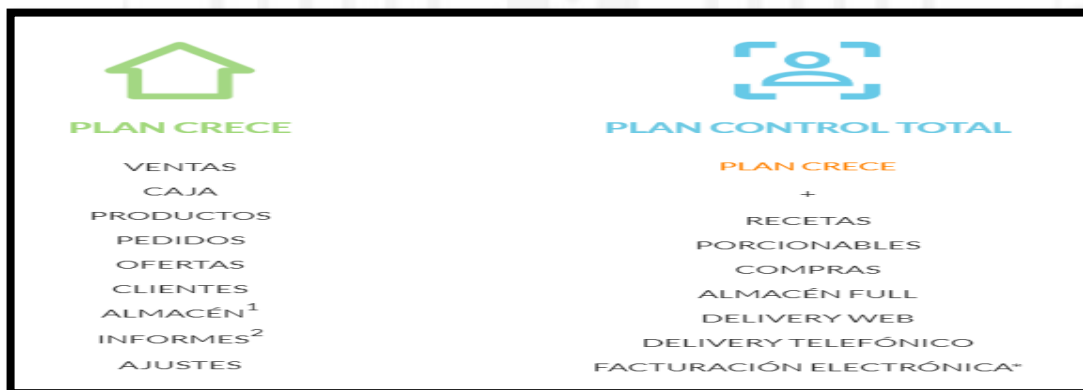 PLAN CRECE
VENTAS
CAJA
PRODUCTOS
PEDIDOS
OFERTAS
CLIENTES
ALMACÉN¹
INFORMES²
AJUSTES
PLAN CONTROL TOTAL
PLAN CRECE
+
RECETAS
PORCIONABLES
COMPRAS
ALMACÉN FULL
DELIVERY WEB
DELIVERY TELEFÓNICO
FACTURACIÓN ELECTRÓNICA*